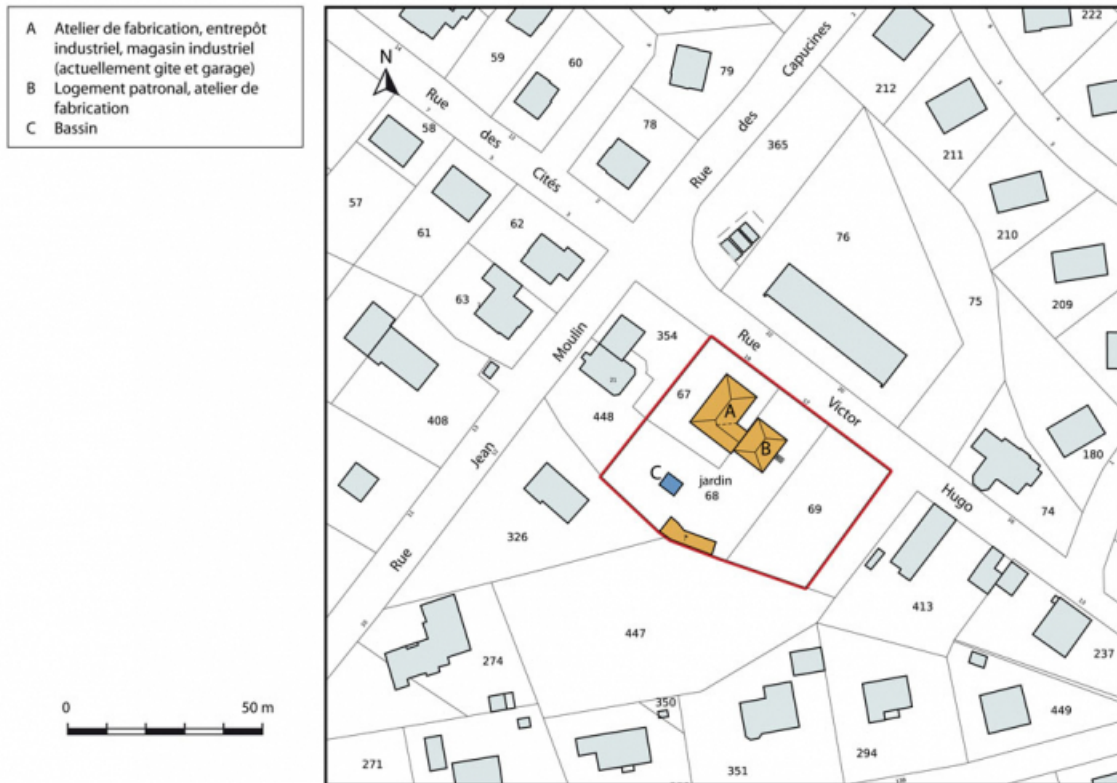 A Atelier de fabrication, entrepôt
industriel, magasin industriel
(actuellement gite et garage)
B Logement patronal, atelier de
fabrication
C Bassin
N
Rue des Cités
Rue des Capucines
Rue Jean Moulin
Rue Victor Hugo
222
59
60
79
58
78
365
212
211
57
61
62
76
210
63
75
209
354
67
A
B
408
448
C
jardin
68
69
180
74
326
413
447
274
237
350
449
271
351
294
0 50 m